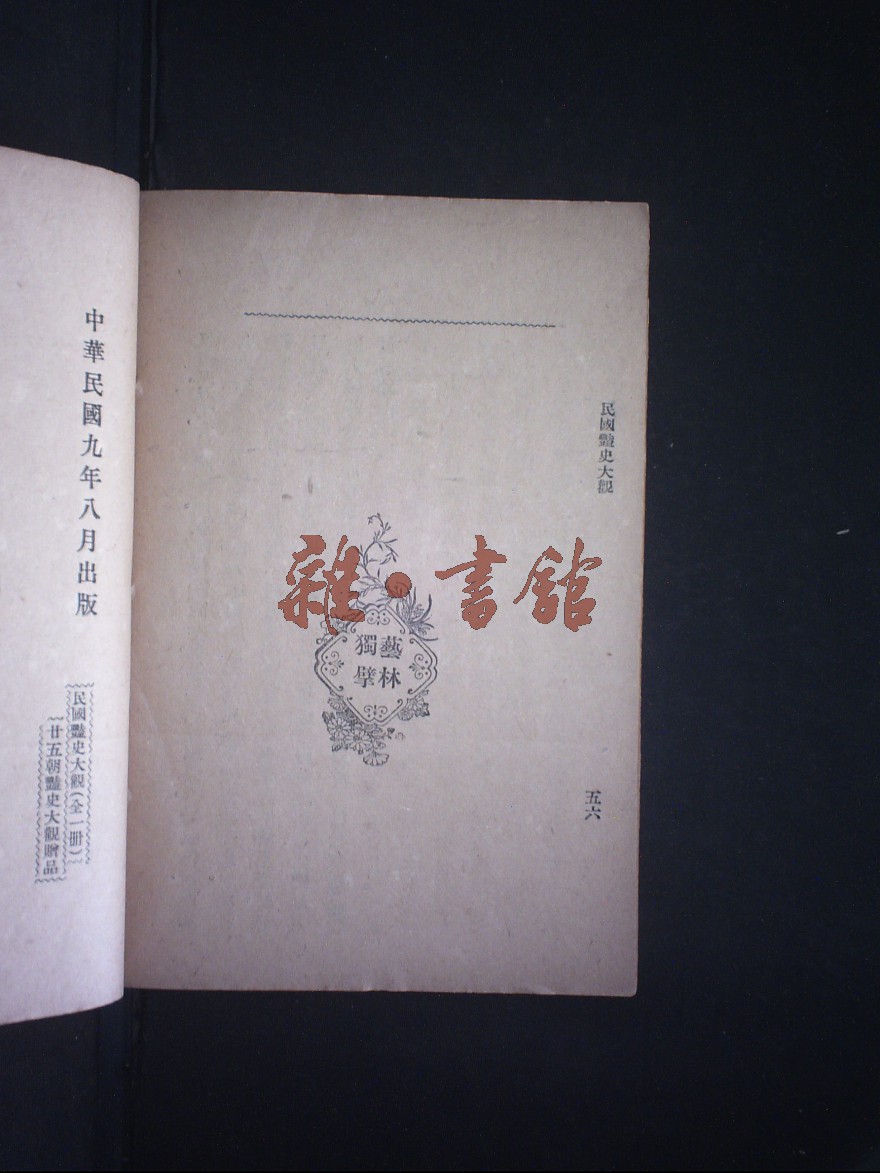 民國豔史大觀
五六
雜·書舘
藝林
獨擘
中華民國九年八月出版
民國豔史大觀(全一冊)
廿五朝豔史大觀贈品